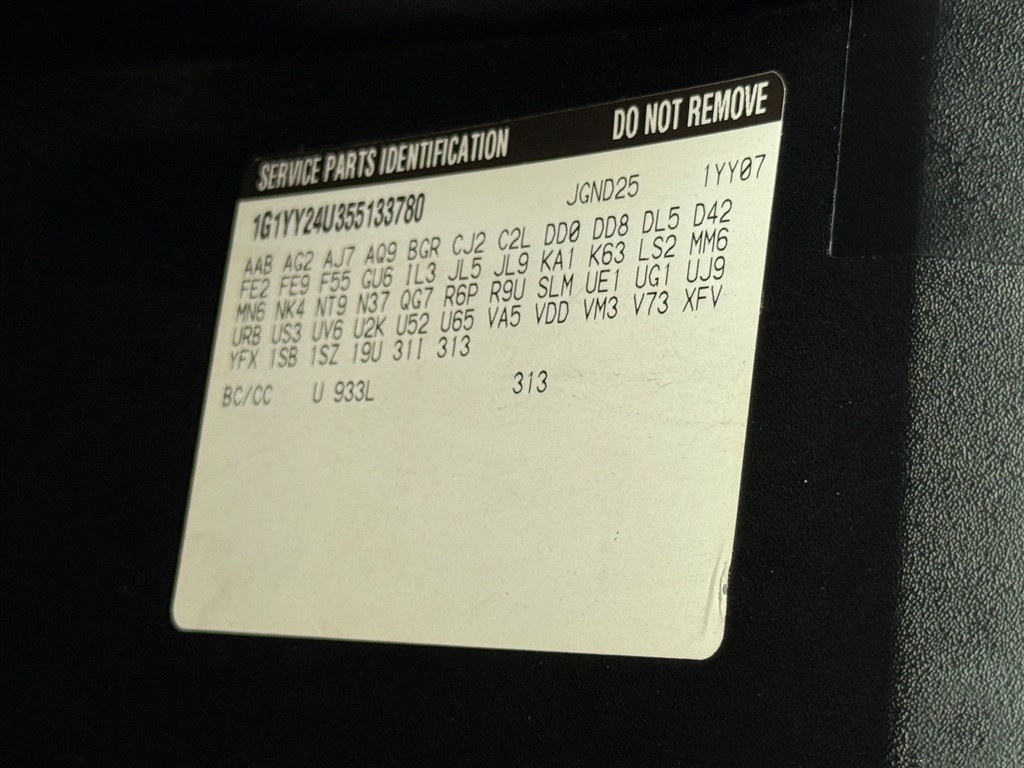 SERVICE PARTS IDENTIFICATION DO NOT REMOVE
1G1YY24U355133780 JGND25 1YY07
AAB AG2 AJ7 AQ9 BGR CJ2 C2L DD0 DD8 DL5 D42
FE2 FE9 F55 GU6 IL3 JL5 JL9 KA1 K63 LS2 MM6
MN6 NK4 NT9 N37 QG7 R6P R9U SLM UE1 UG1 UJ9
URB US3 UV6 U2K U52 U65 VA5 VDD VM3 V73 XFV
YFX 1SB 1SZ 19U 31I 313
BC/CC U 933L 313